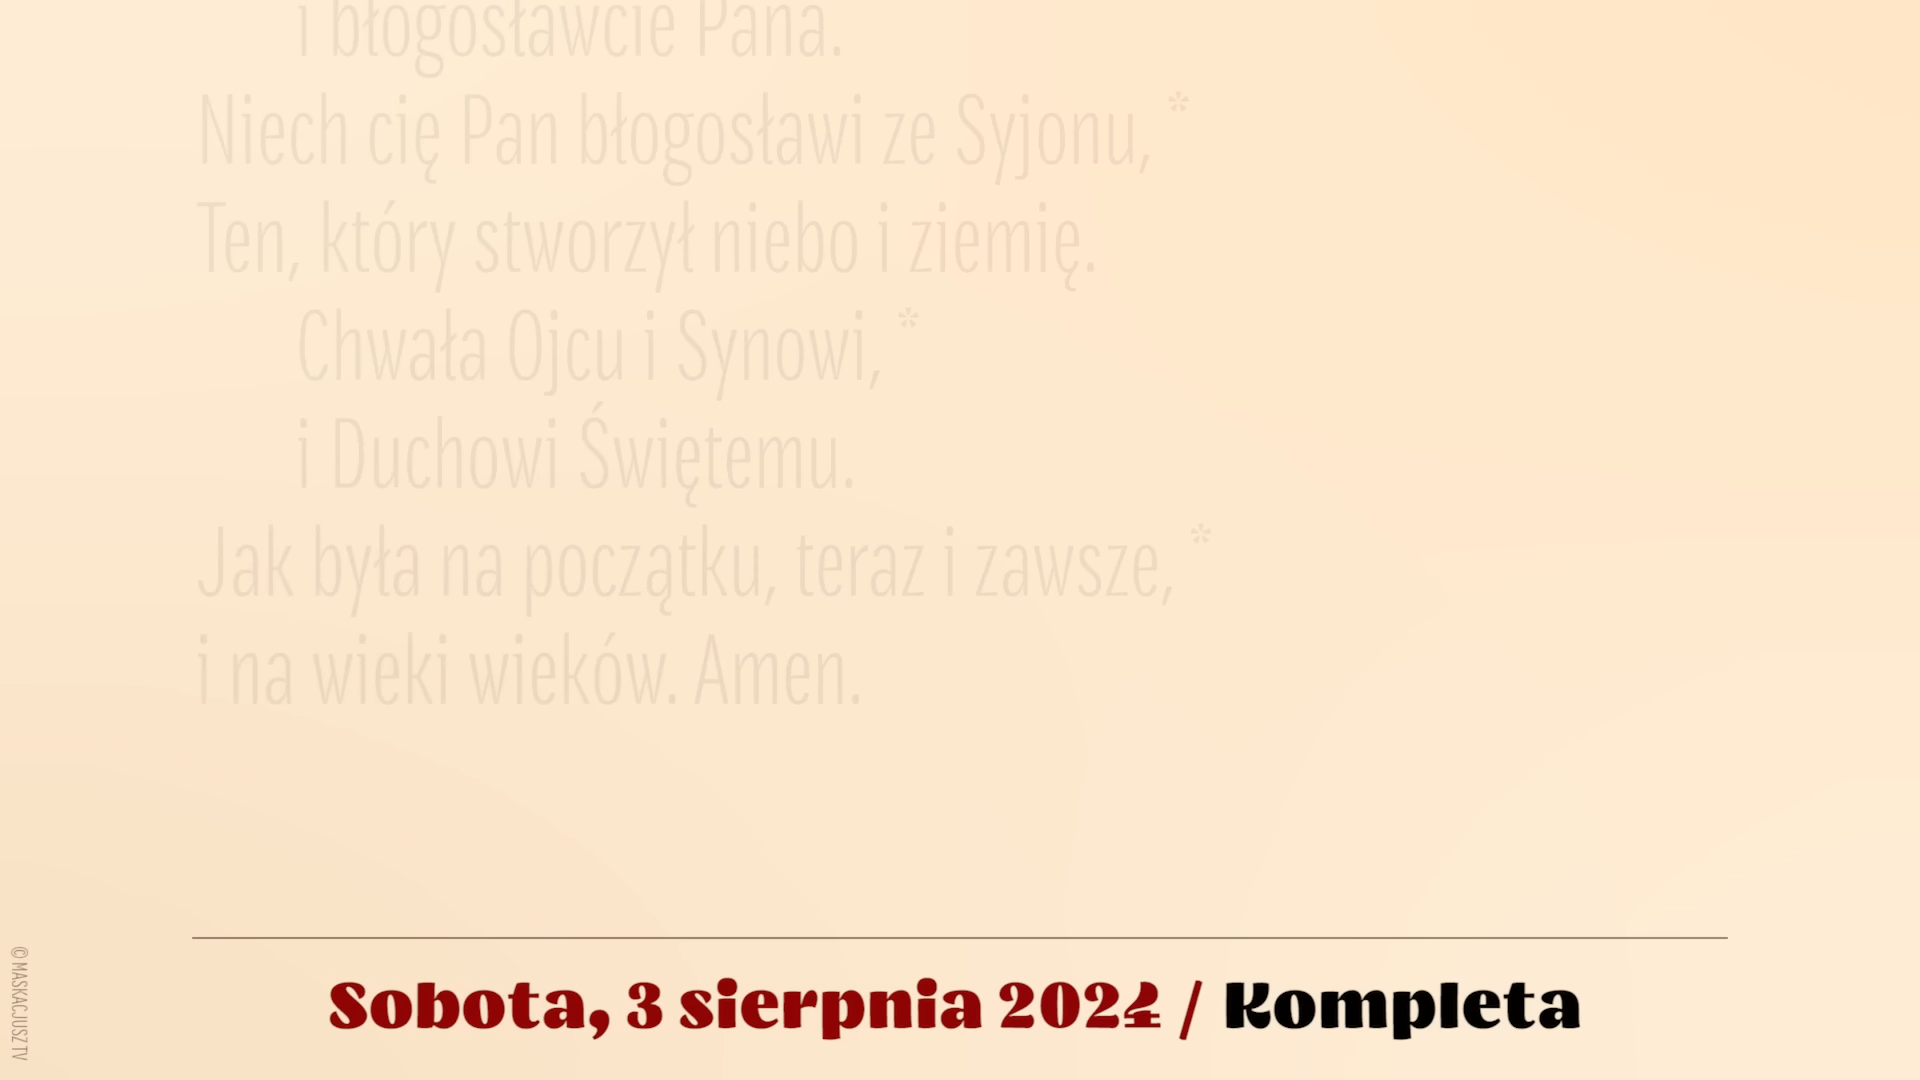 i błogosławcie Pana.
Niech cię Pan błogosławi ze Syjonu, *
Ten, który stworzył niebo i ziemię.
Chwała Ojcu i Synowi, *
i Duchowi Świętemu.
Jak była na początku, teraz i zawsze, *
i na wieki wieków. Amen.
Sobota, 3 sierpnia 2024 / Kompleta
© MASKACJUSZ TV